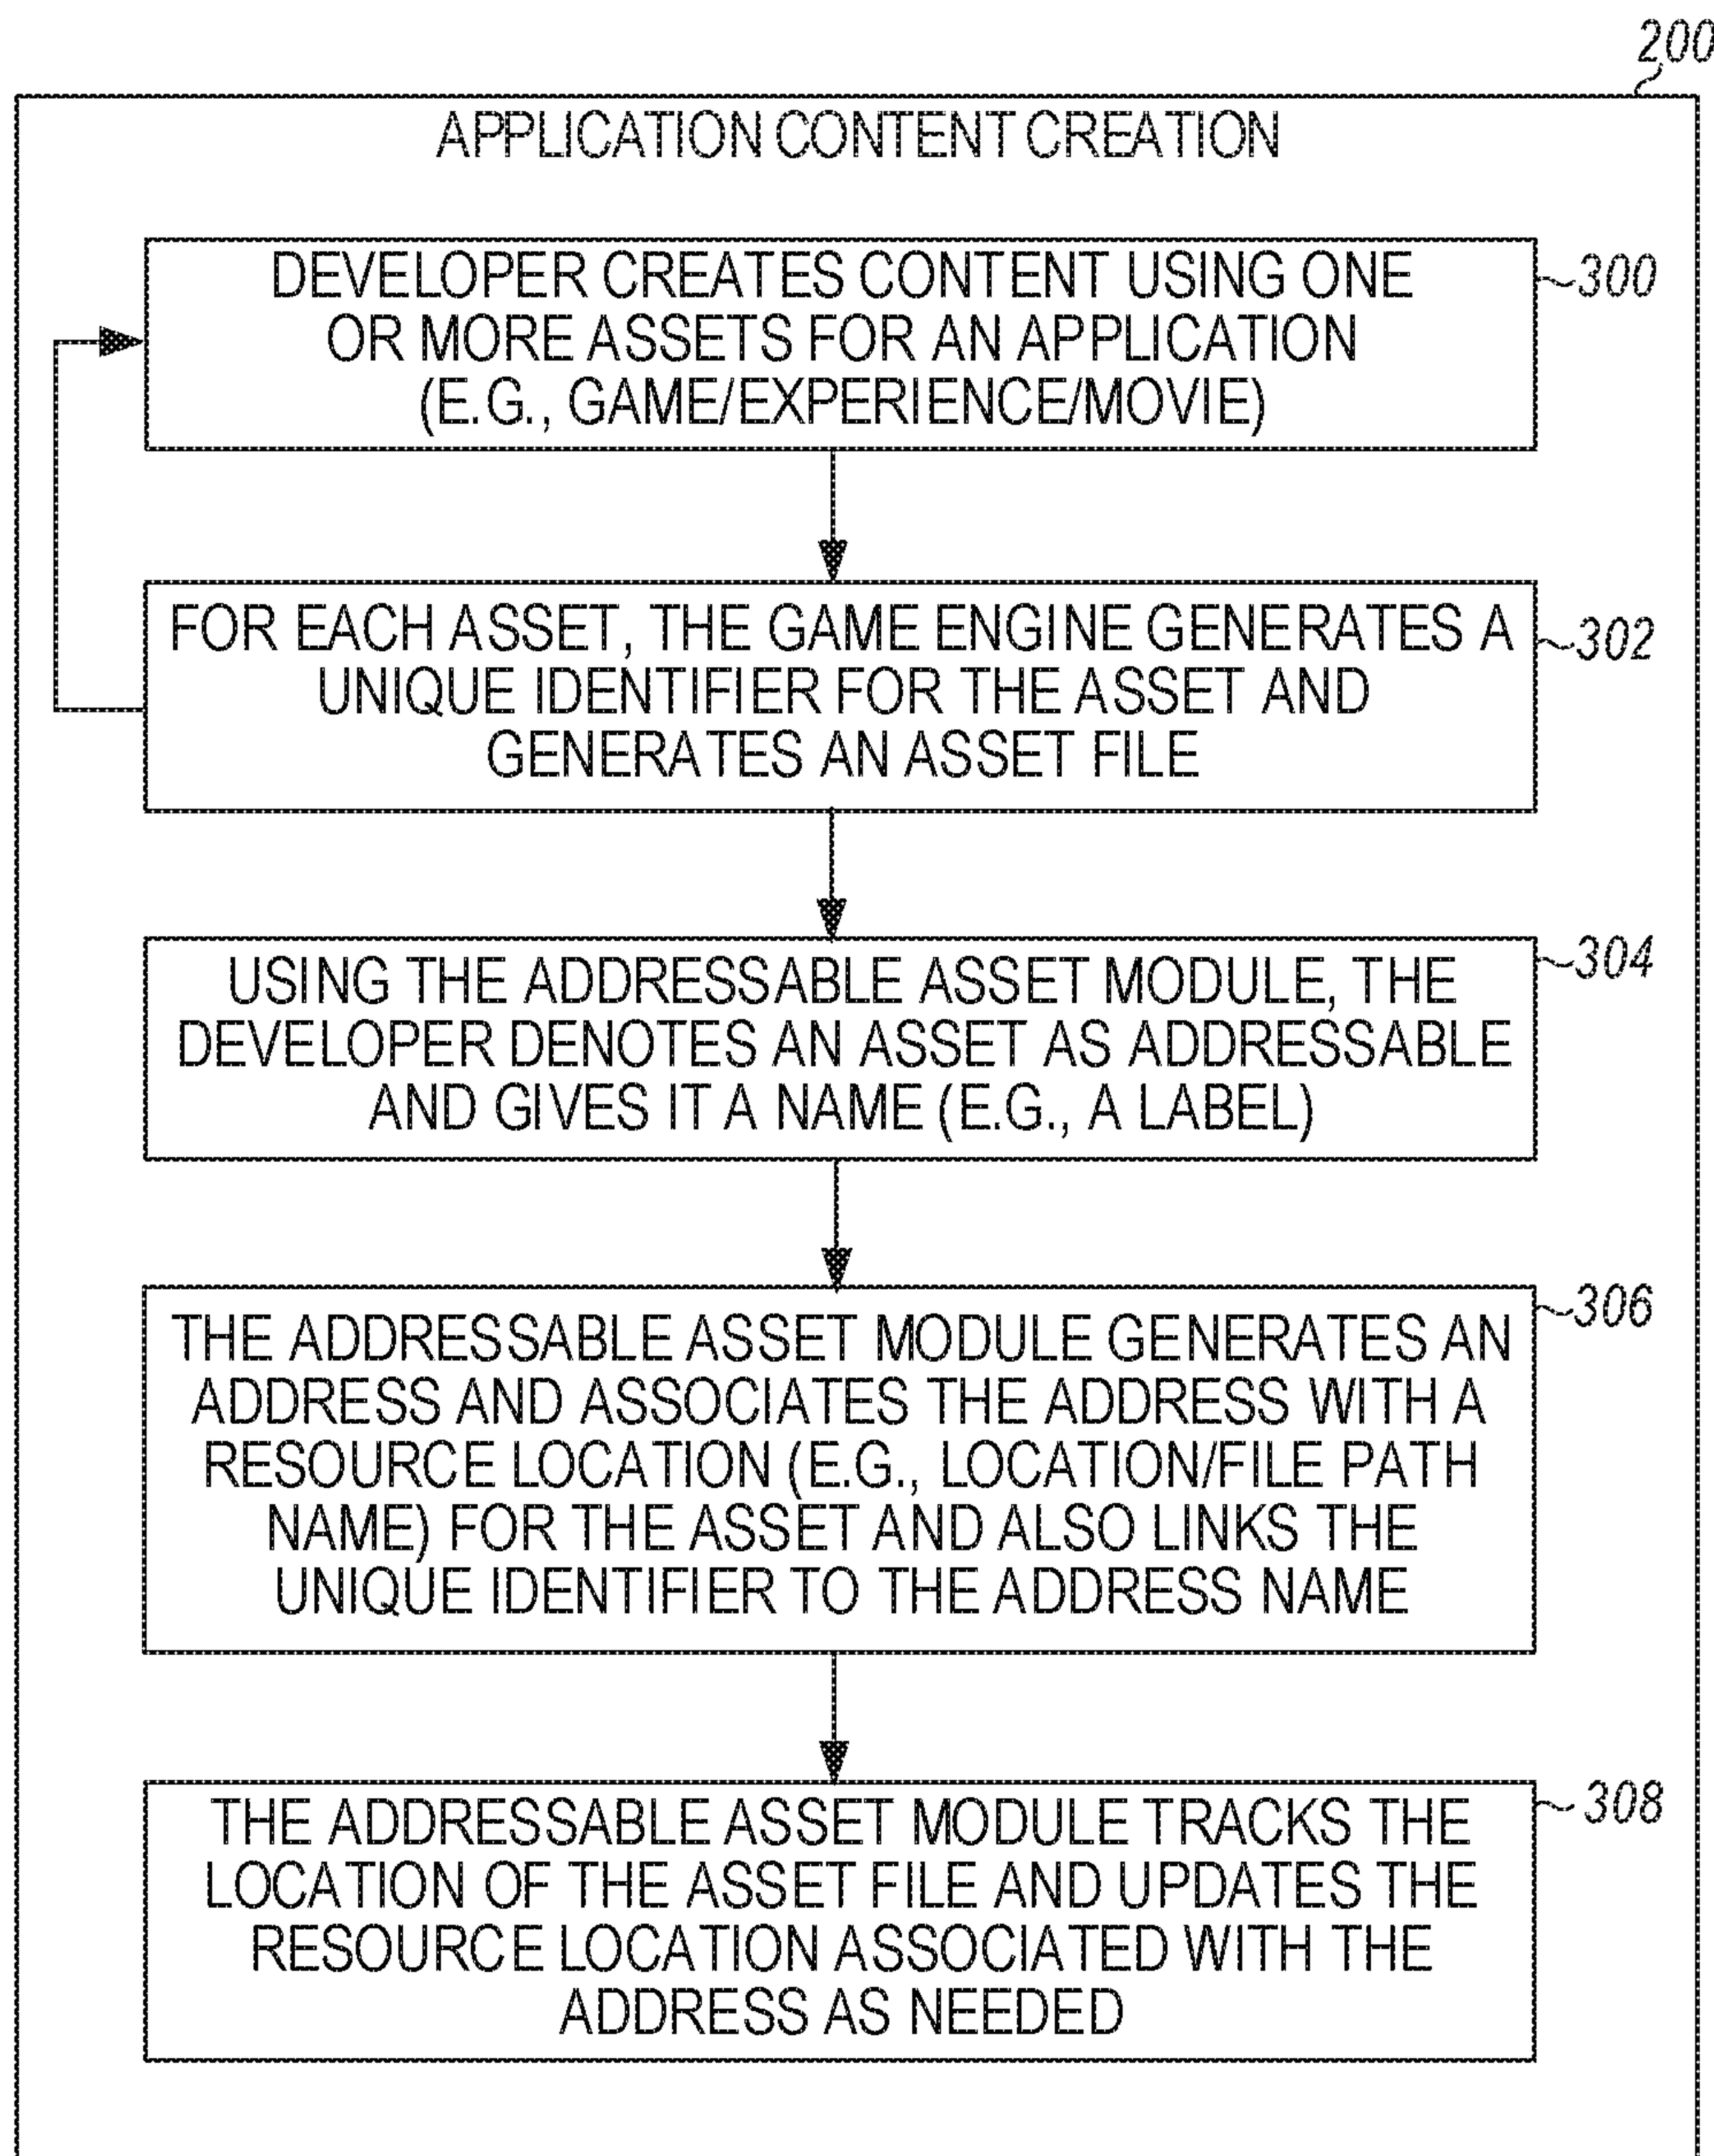 200
APPLICATION CONTENT CREATION
DEVELOPER CREATES CONTENT USING ONE
OR MORE ASSETS FOR AN APPLICATION
(E.G., GAME/EXPERIENCE/MOVIE)
300
FOR EACH ASSET, THE GAME ENGINE GENERATES A
UNIQUE IDENTIFIER FOR THE ASSET AND
GENERATES AN ASSET FILE
302
USING THE ADDRESSABLE ASSET MODULE, THE
DEVELOPER DENOTES AN ASSET AS ADDRESSABLE
AND GIVES IT A NAME (E.G., A LABEL)
304
THE ADDRESSABLE ASSET MODULE GENERATES AN
ADDRESS AND ASSOCIATES THE ADDRESS WITH A
RESOURCE LOCATION (E.G., LOCATION/FILE PATH
NAME) FOR THE ASSET AND ALSO LINKS THE
UNIQUE IDENTIFIER TO THE ADDRESS NAME
306
THE ADDRESSABLE ASSET MODULE TRACKS THE
LOCATION OF THE ASSET FILE AND UPDATES THE
RESOURCE LOCATION ASSOCIATED WITH THE
ADDRESS AS NEEDED
308